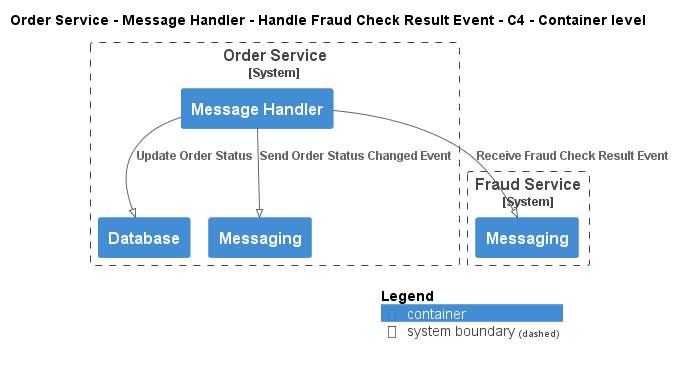 Order Service - Message Handler - Handle Fraud Check Result Event - C4 - Container level
Order Service
[System]
Message Handler
Update Order Status
Send Order Status Changed Event
Receive Fraud Check Result Event
Fraud Service
[System]
Database
Messaging
Messaging
Legend
container
system boundary (dashed)